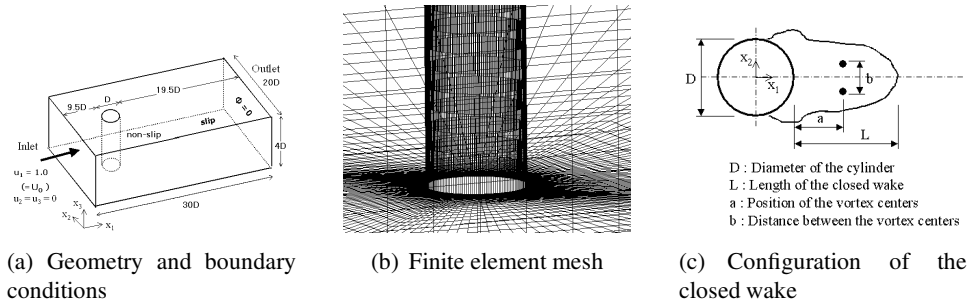 Outlet
20D
19.5D
D
9.5D
Φ = 0
slip
non-slip
4D
Inlet
u₁ = 1.0
(= U₀)
u₂ = u₃ = 0
30D
x₃
x₂
x₁
(a) Geometry and boundary
conditions
(b) Finite element mesh
D
x₂
x₁
b
a
L
D : Diameter of the cylinder
L : Length of the closed wake
a : Position of the vortex centers
b : Distance between the vortex centers
(c) Configuration of the
closed wake